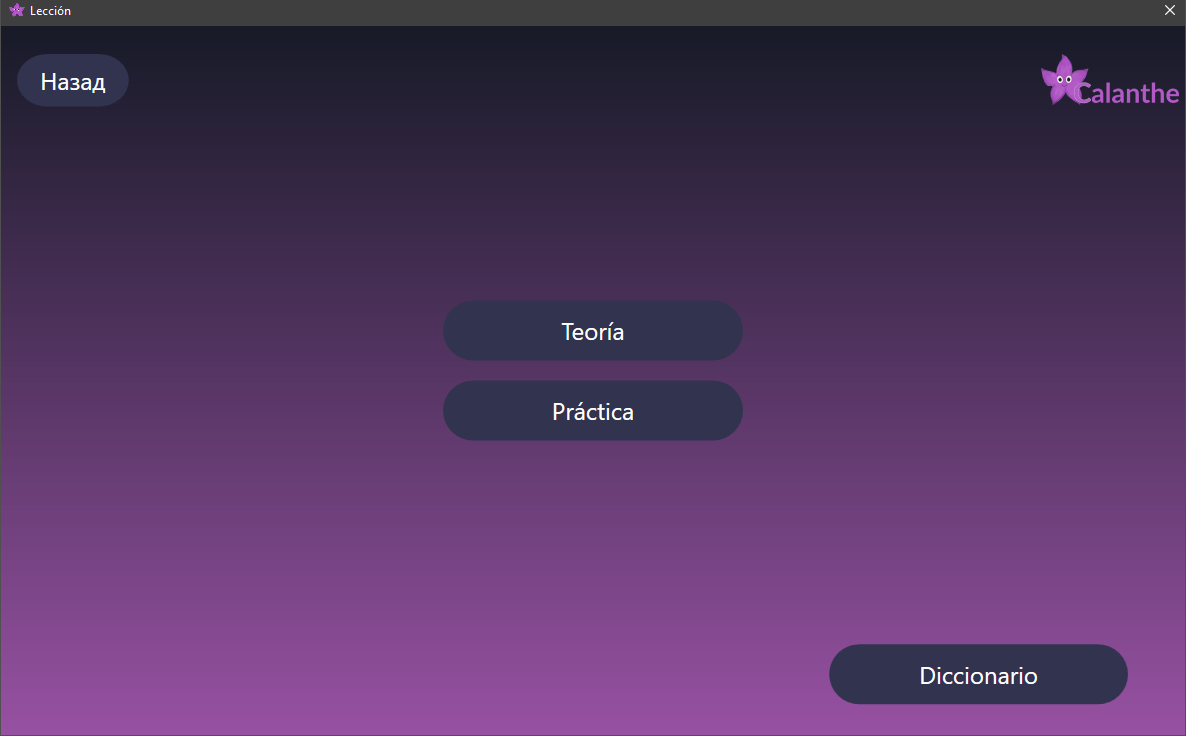 Lección
Назад
Calanthe
Teoría
Práctica
Diccionario